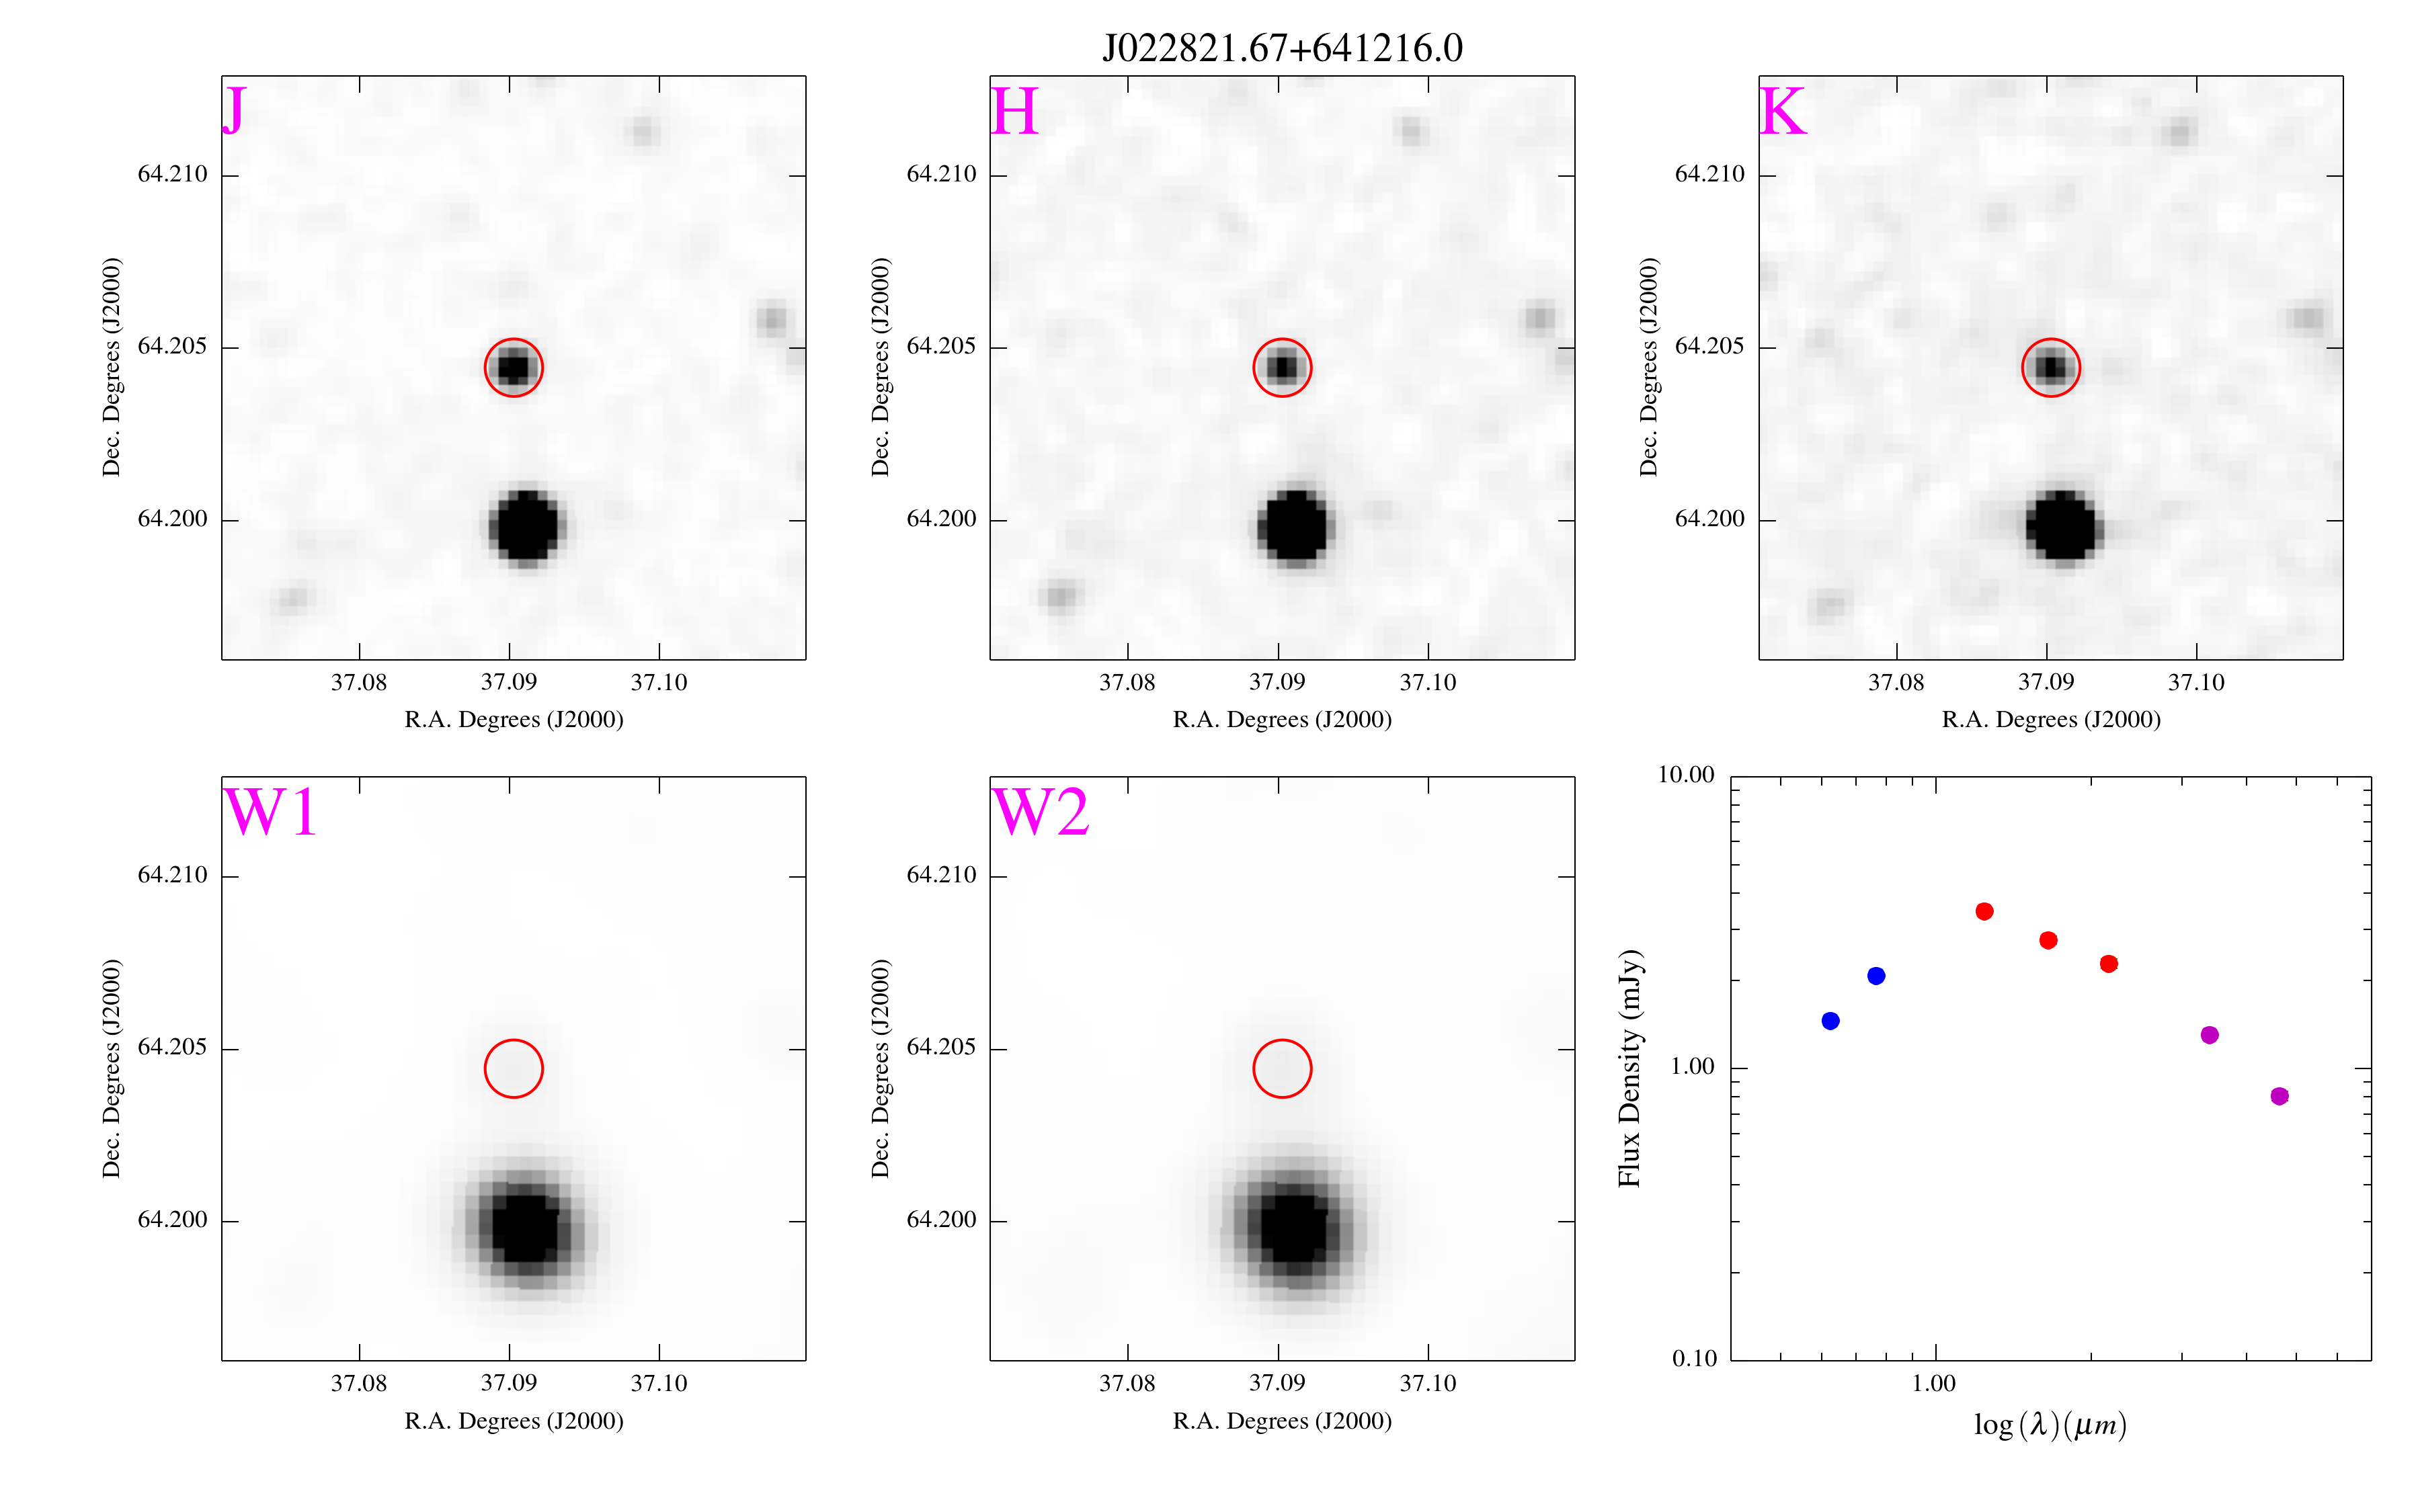 J022821.67+641216.0
J
64.210
64.205
64.200
Dec. Degrees (J2000)
37.08 37.09 37.10
R.A. Degrees (J2000)
H
64.210
64.205
64.200
Dec. Degrees (J2000)
37.08 37.09 37.10
R.A. Degrees (J2000)
K
64.210
64.205
64.200
Dec. Degrees (J2000)
37.08 37.09 37.10
R.A. Degrees (J2000)
W1
64.210
64.205
64.200
Dec. Degrees (J2000)
37.08 37.09 37.10
R.A. Degrees (J2000)
W2
64.210
64.205
64.200
Dec. Degrees (J2000)
37.08 37.09 37.10
R.A. Degrees (J2000)
10.00
1.00
0.10
Flux Density (mJy)
1.00
log (λ)(μm)